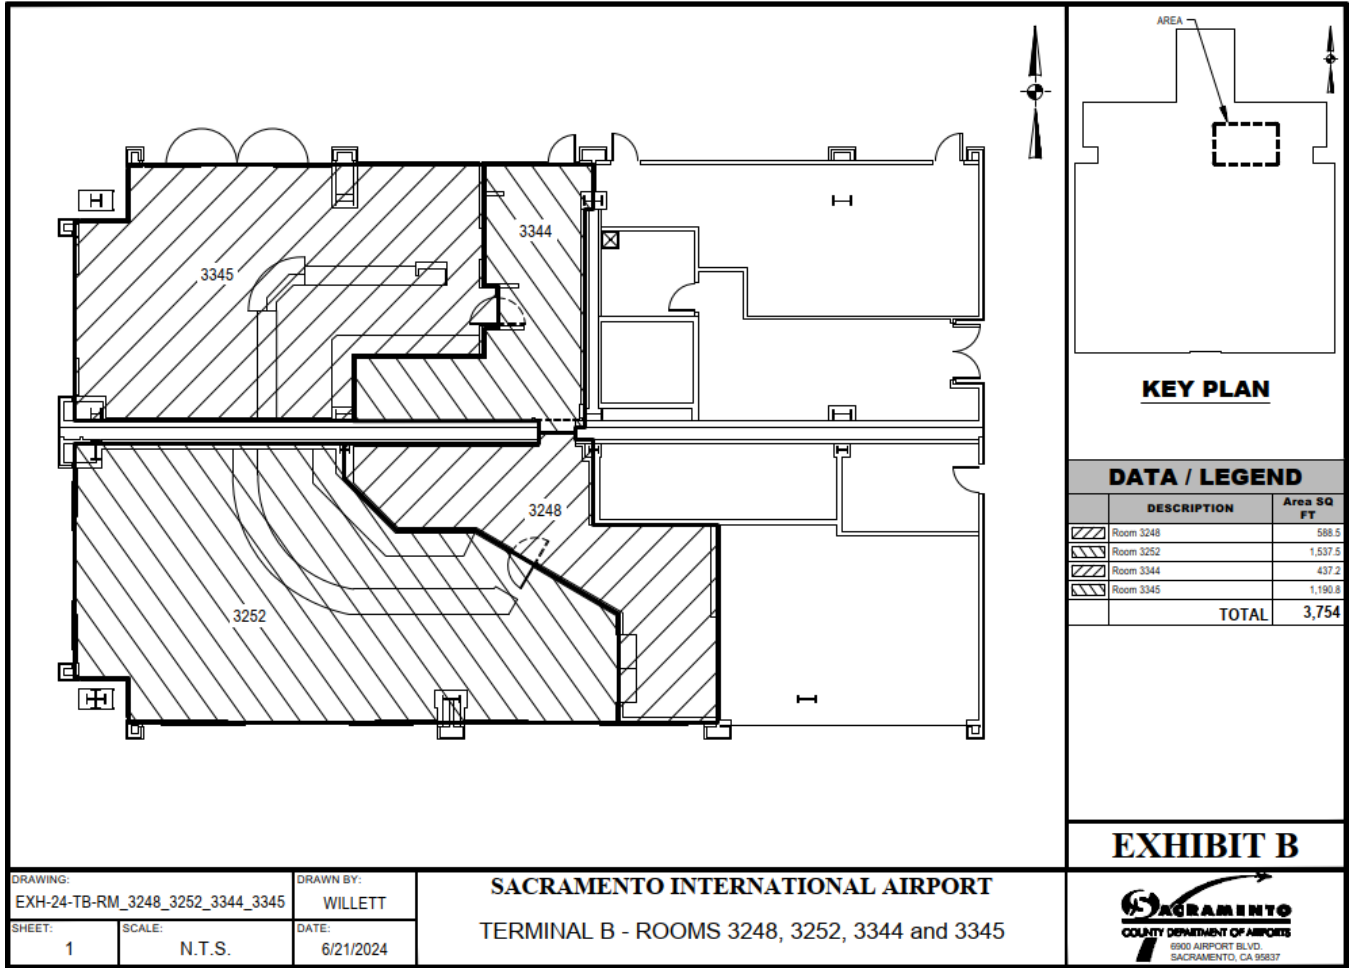 AREA
3344
3345
3248
3252
KEY PLAN
DATA / LEGEND
DESCRIPTION Area SQ FT
Room 3248 588.5
Room 3252 1,537.5
Room 3344 437.2
Room 3345 1,190.8
TOTAL 3,754
EXHIBIT B
DRAWING:
EXH-24-TB-RM_3248_3252_3344_3345
DRAWN BY:
WILLETT
SHEET:
1
SCALE:
N.T.S.
DATE:
6/21/2024
SACRAMENTO INTERNATIONAL AIRPORT
TERMINAL B - ROOMS 3248, 3252, 3344 and 3345
SACRAMENTO
COUNTY DEPARTMENT OF AIRPORTS
6900 AIRPORT BLVD.
SACRAMENTO, CA 95837